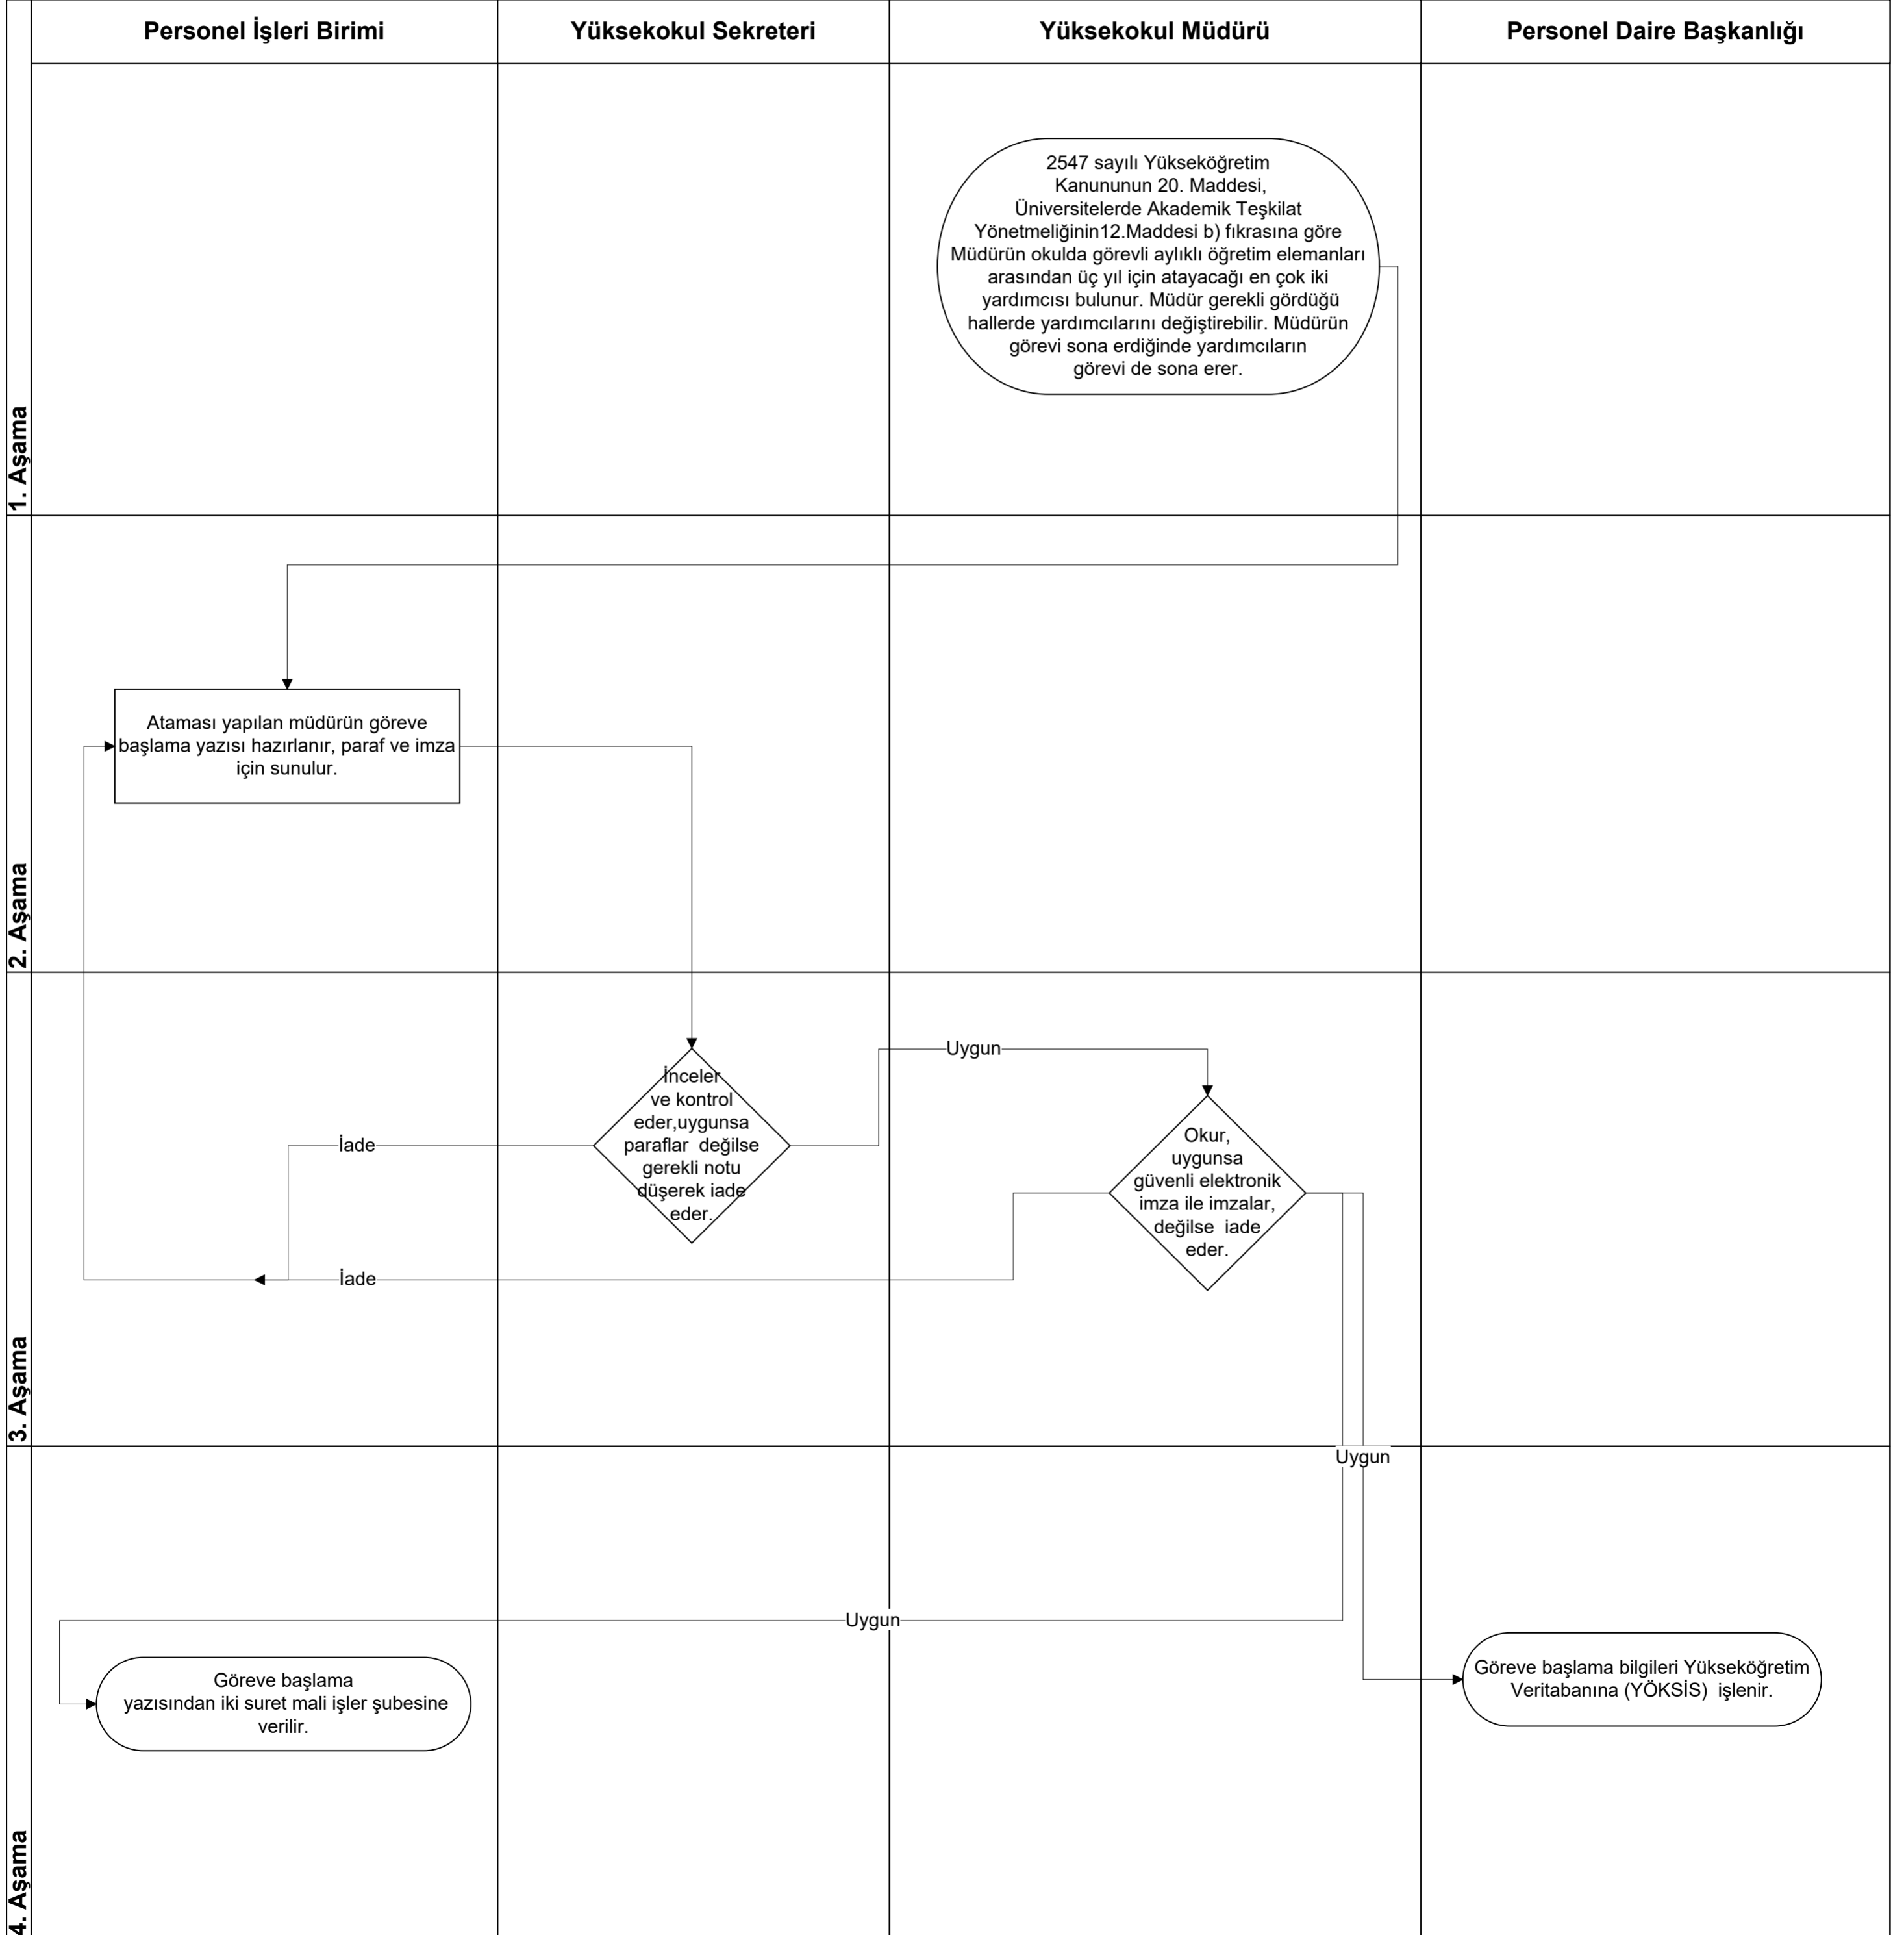 Personel İşleri Birimi
Yüksekokul Sekreteri
Yüksekokul Müdürü
Personel Daire Başkanlığı
1. Aşama
2547 sayılı Yükseköğretim
Kanununun 20. Maddesi,
Üniversitelerde Akademik Teşkilat
Yönetmeliğinin12.Maddesi b) fıkrasına göre
Müdürün okulda görevli aylıklı öğretim elemanları
arasından üç yıl için atayacağı en çok iki
yardımcısı bulunur. Müdür gerekli gördüğü
hallerde yardımcılarını değiştirebilir. Müdürün
görevi sona erdiğinde yardımcıların
görevi de sona erer.
2. Aşama
Ataması yapılan müdürün göreve
başlama yazısı hazırlanır, paraf ve imza
için sunulur.
3. Aşama
İnceler
ve kontrol
eder,uygunsa
paraflar  değilse
gerekli notu
düşerek iade
eder.
Uygun
Okur,
uygunsa
güvenli elektronik
imza ile imzalar,
değilse  iade
eder.
İade
İade
Uygun
4. Aşama
Uygun
Göreve başlama
yazısından iki suret mali işler şubesine
verilir.
Göreve başlama bilgileri Yükseköğretim
Veritabanına (YÖKSİS)  işlenir.